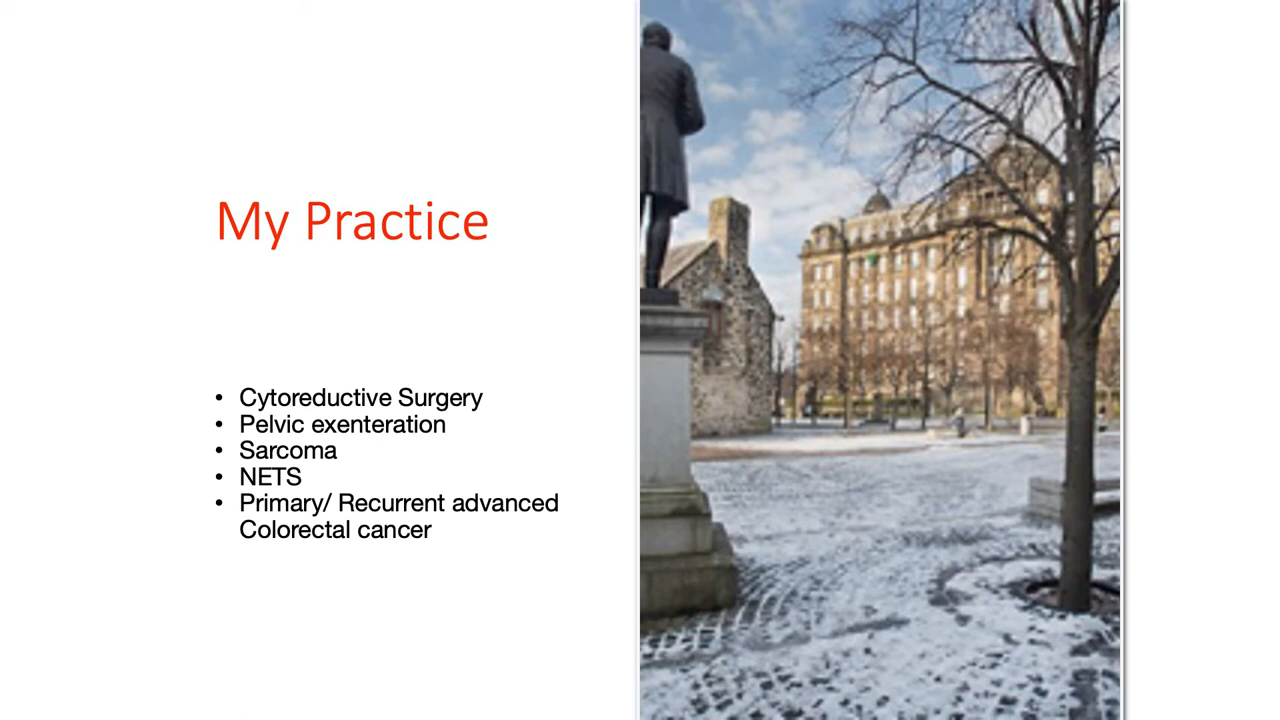 My Practice
• Cytoreductive Surgery
• Pelvic exenteration
• Sarcoma
• NETS
• Primary/ Recurrent advanced
Colorectal cancer